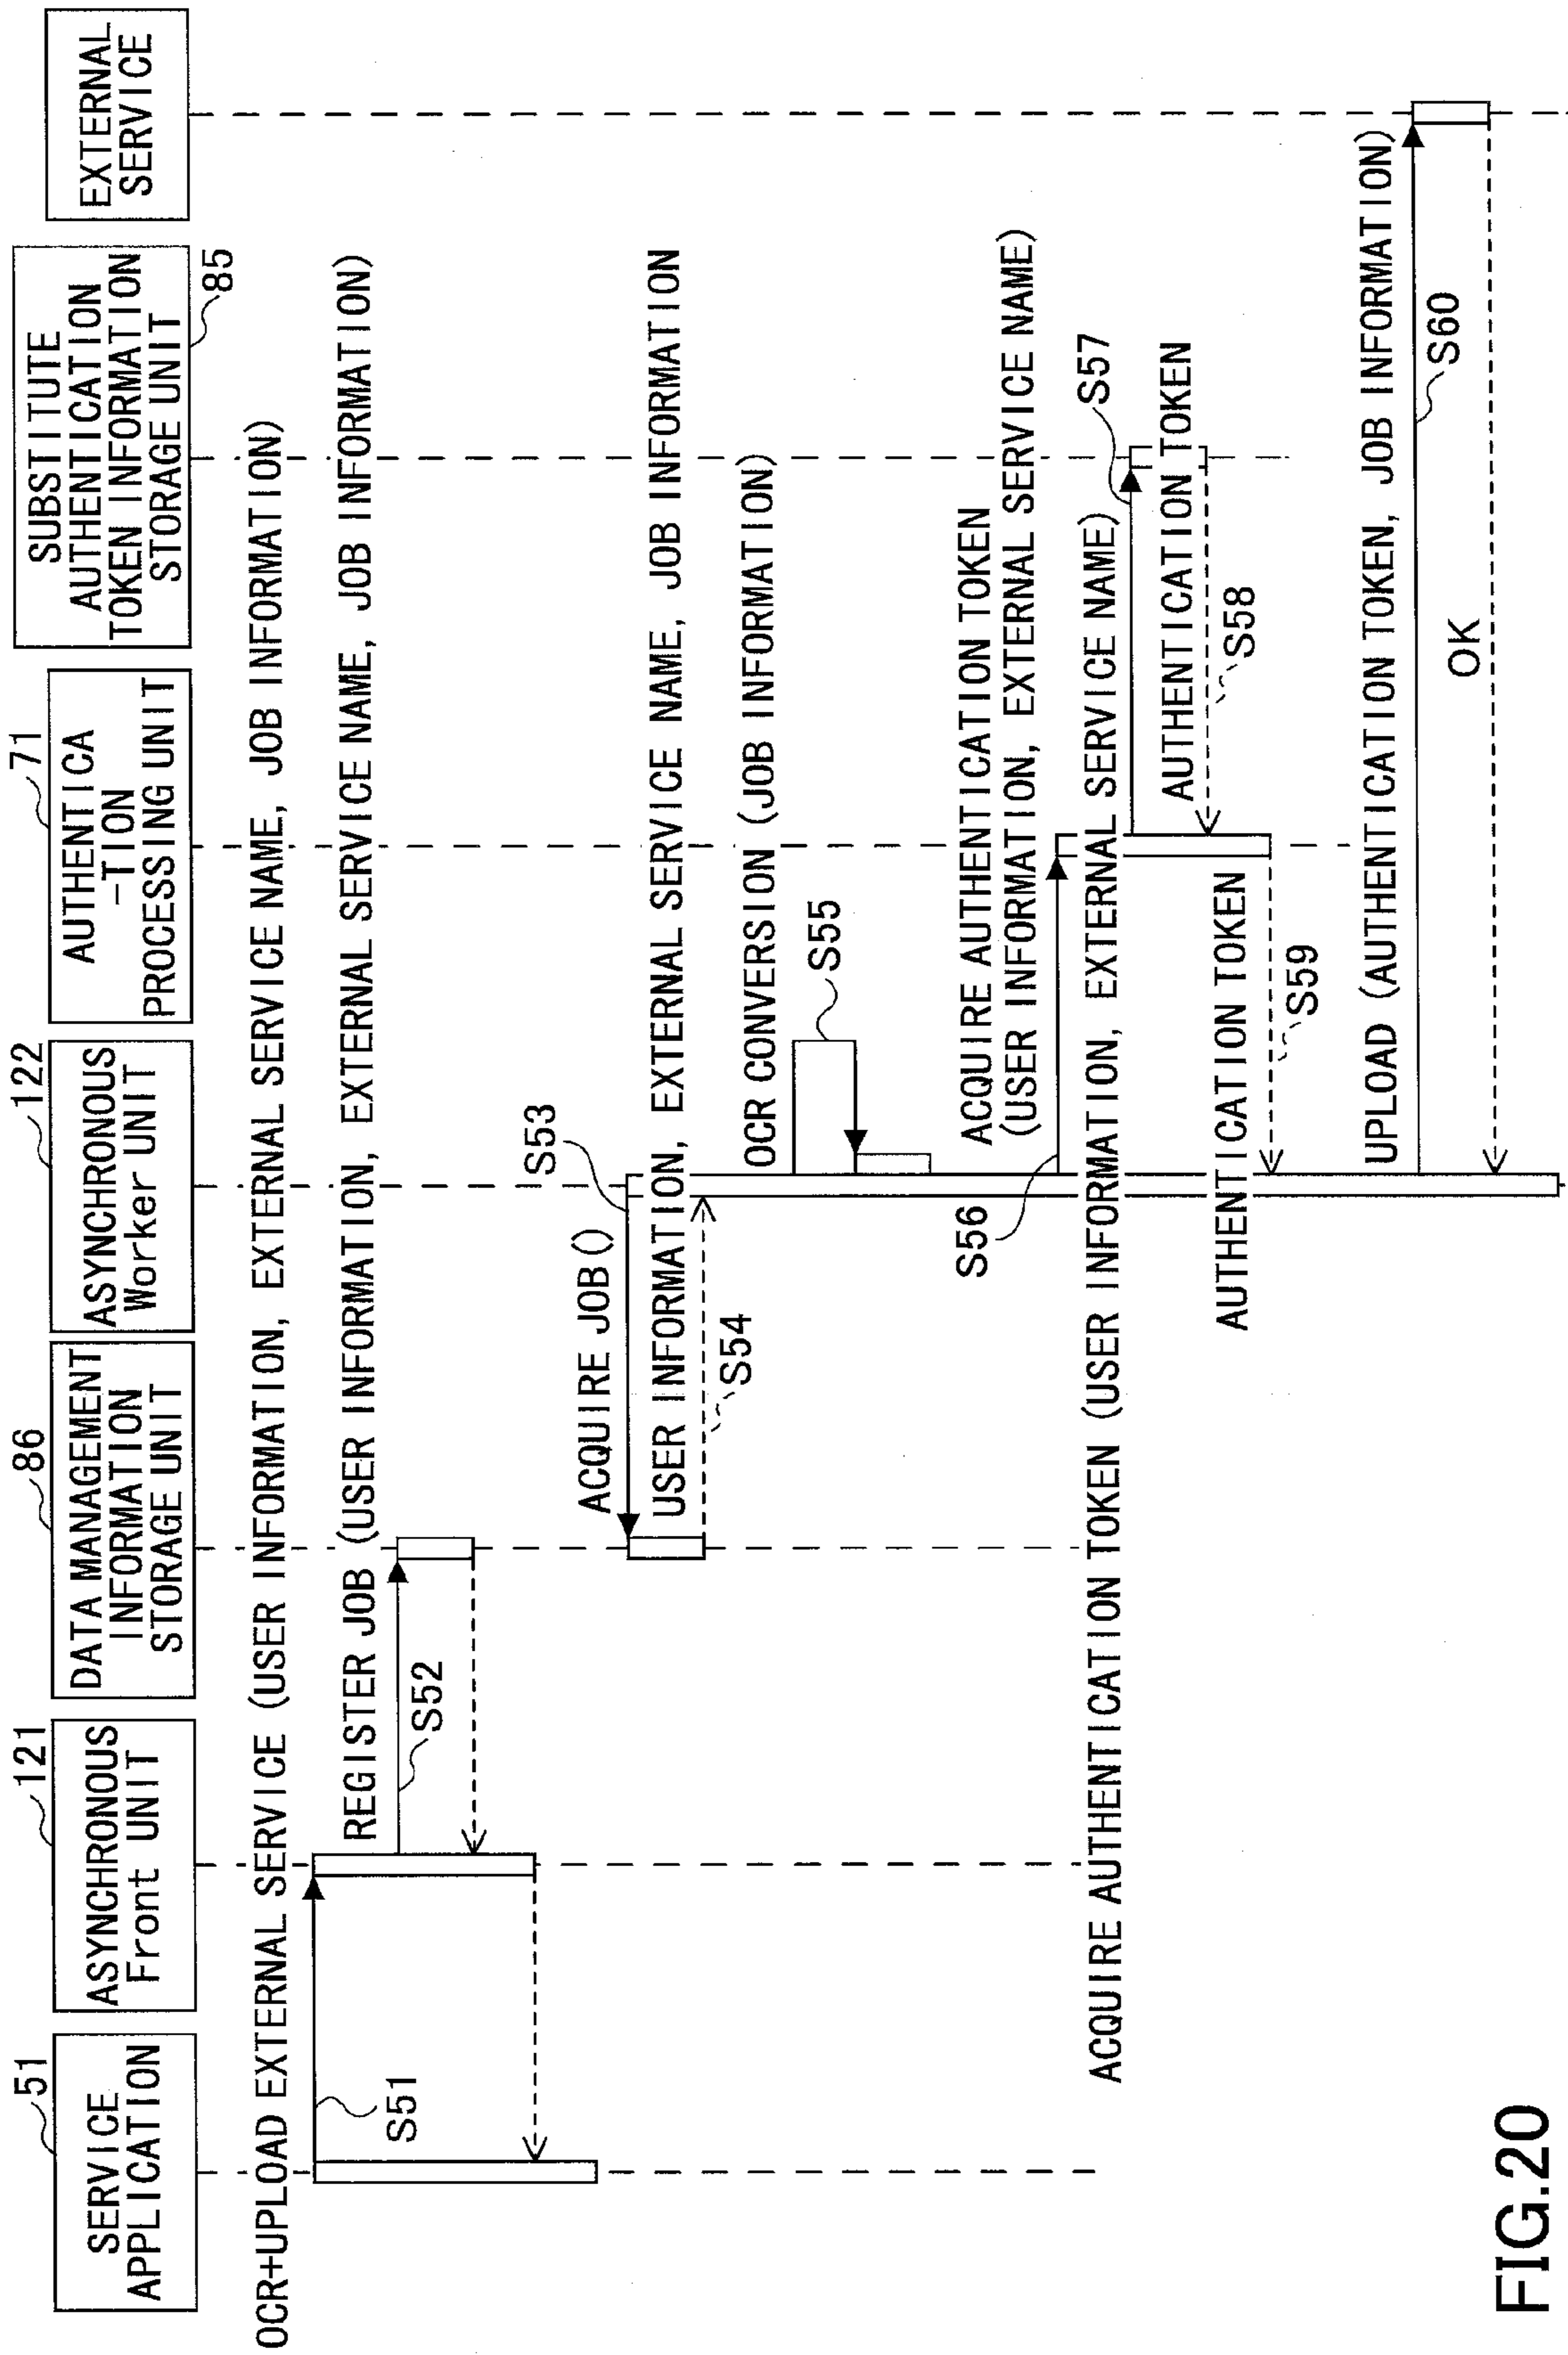 51
SERVICE
APPLICATION
121
ASYNCHRONOUS
Front UNIT
86
DATA MANAGEMENT
INFORMATION
STORAGE UNIT
122
ASYNCHRONOUS
Worker UNIT
71
AUTHENTICA
-TION
PROCESSING UNIT
SUBSTITUTE
AUTHENTICATION
TOKEN INFORMATION
STORAGE UNIT
85
EXTERNAL
SERVICE
OCR+UPLOAD EXTERNAL SERVICE (USER INFORMATION, EXTERNAL SERVICE NAME, JOB INFORMATION)
S51
REGISTER JOB (USER INFORMATION, EXTERNAL SERVICE NAME, JOB INFORMATION)
S52
S53
ACQUIRE JOB()
USER INFORMATION, EXTERNAL SERVICE NAME, JOB INFORMATION
S54
OCR CONVERSION (JOB INFORMATION)
S55
ACQUIRE AUTHENTICATION TOKEN
(USER INFORMATION, EXTERNAL SERVICE NAME)
S56
ACQUIRE AUTHENTICATION TOKEN (USER INFORMATION, EXTERNAL SERVICE NAME)
S57
AUTHENTICATION TOKEN
S58
AUTHENTICATION TOKEN
S59
UPLOAD (AUTHENTICATION TOKEN, JOB INFORMATION)
S60
OK
FIG.20